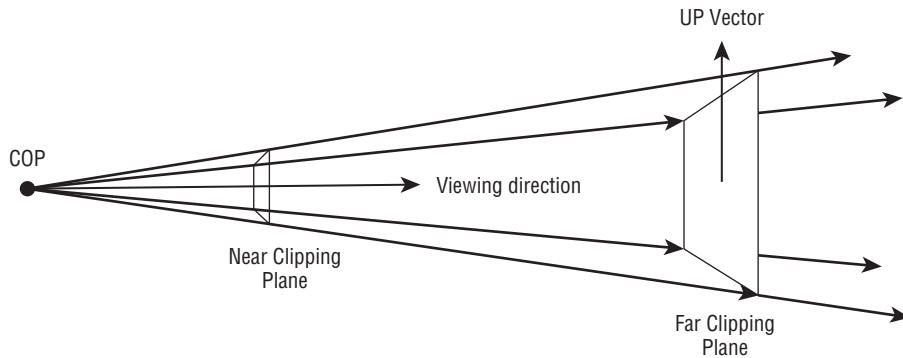 UP Vector
COP
Viewing direction
Near Clipping
Plane
Far Clipping
Plane